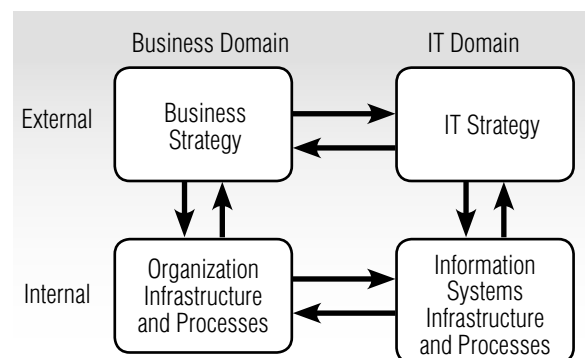 Business Domain
IT Domain
External
Business
Strategy
IT Strategy
Internal
Organization
Infrastructure
and Processes
Information
Systems
Infrastructure
and Processes